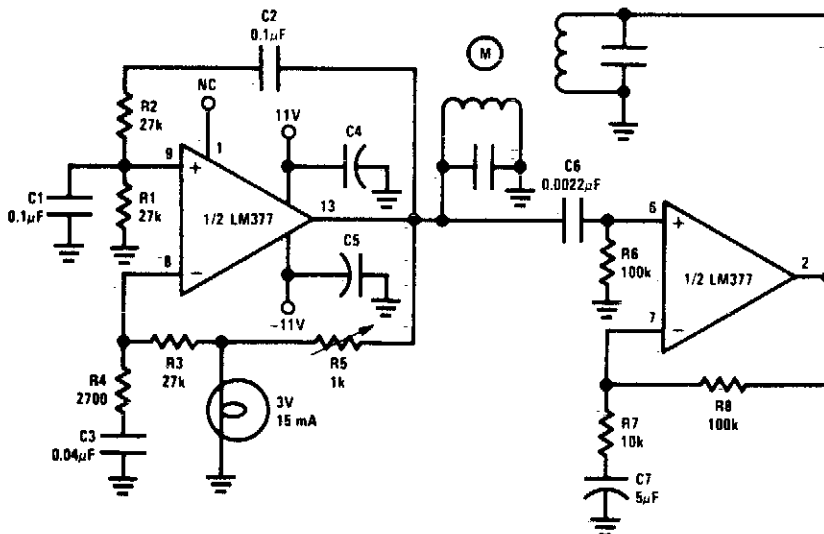 C2
0.1μF
M
R2
27k
NC
11V
C4
C6
0.0022μF
9
+
1
C1
0.1μF
R1
27k
1/2 LM377
13
8
−
C5
−11V
6
+
R6
100k
1/2 LM377
2
7
−
R3
27k
R5
1k
R4
2700
3V
15 mA
C3
0.04μF
R8
100k
R7
10k
C7
5μF